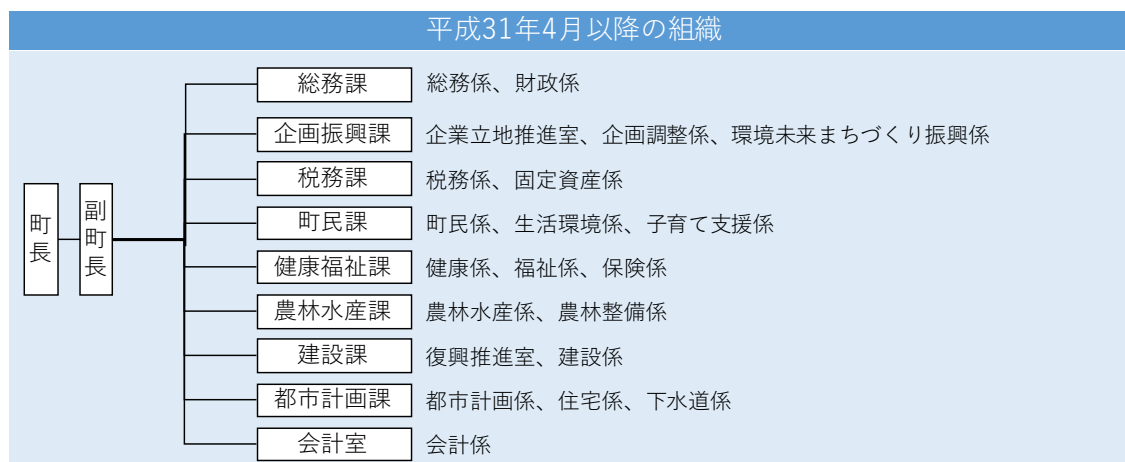 平成31年4月以降の組織
町長
副町長
総務課 総務係、財政係
企画振興課 企業立地推進室、企画調整係、環境未来まちづくり振興係
税務課 税務係、固定資産係
町民課 町民係、生活環境係、子育て支援係
健康福祉課 健康係、福祉係、保険係
農林水産課 農林水産係、農林整備係
建設課 復興推進室、建設係
都市計画課 都市計画係、住宅係、下水道係
会計室 会計係